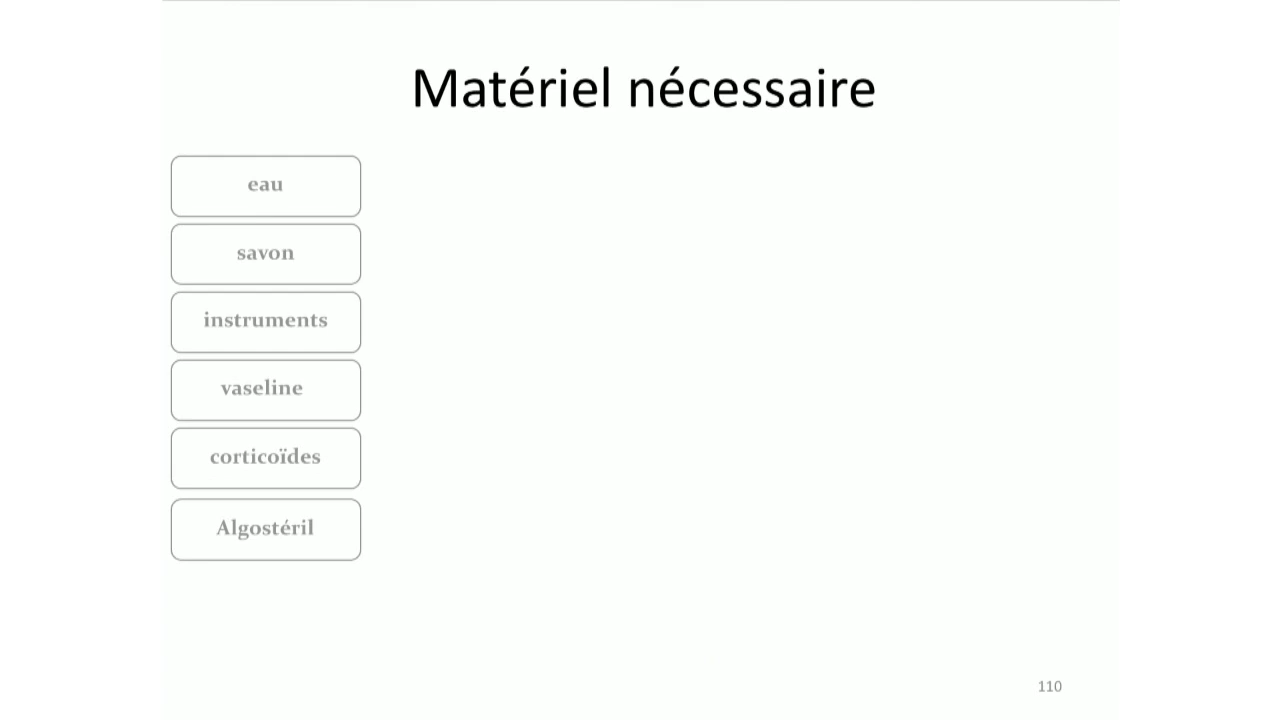 Matériel nécessaire
eau
savon
instruments
vaseline
corticoïdes
Algostéril
110